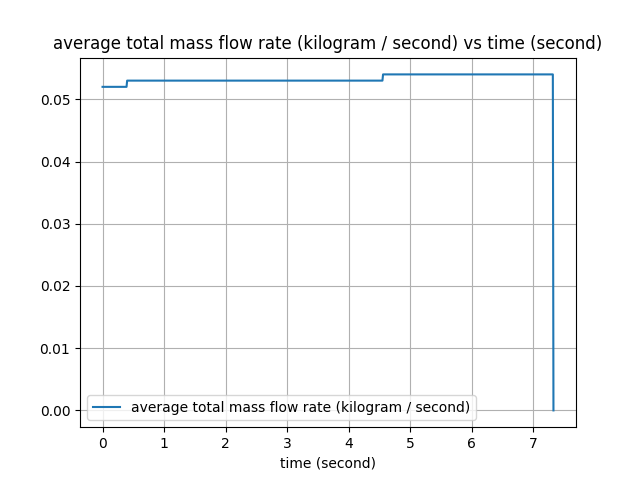 average total mass flow rate (kilogram / second) vs time (second)
0.05
0.04
0.03
0.02
0.01
0.00
average total mass flow rate (kilogram / second)
0 1 2 3 4 5 6 7
time (second)